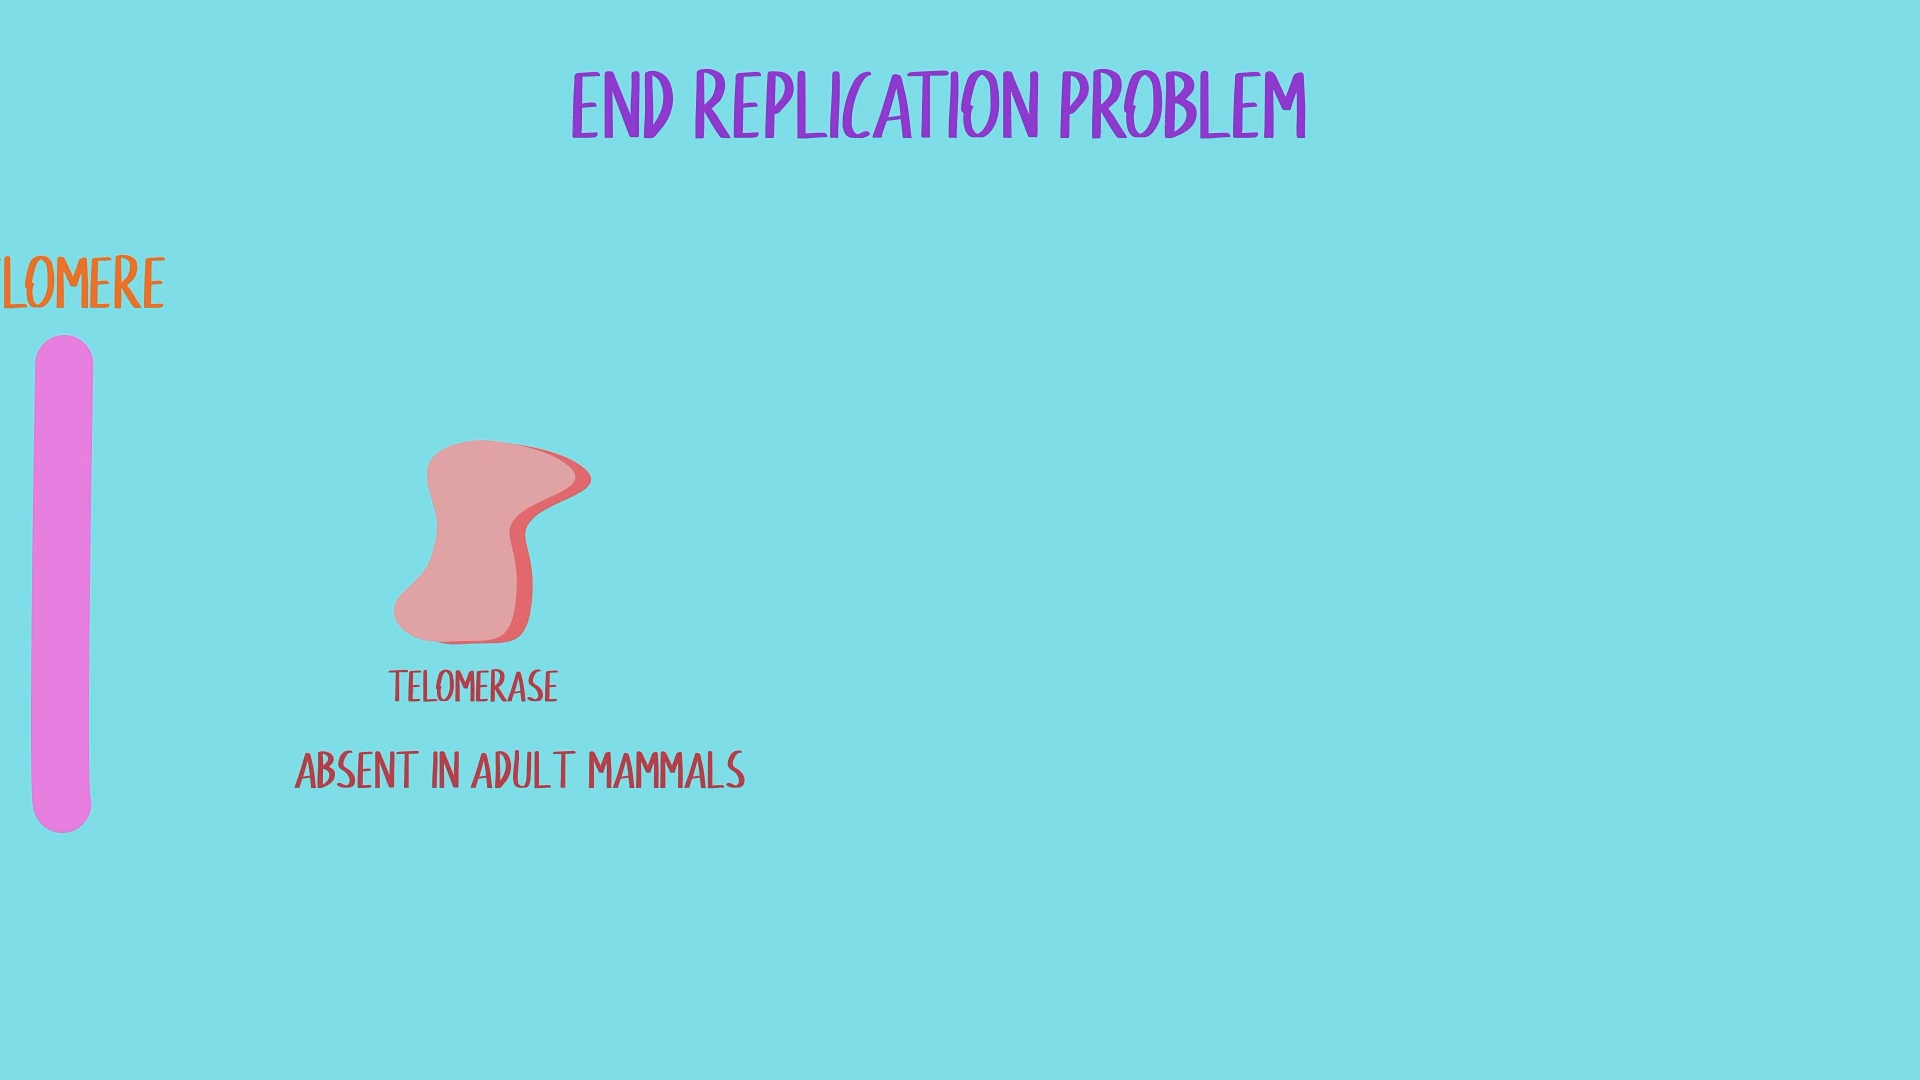 END REPLICATION PROBLEM
LOMERE
TELOMERASE
ABSENT IN ADULT MAMMALS